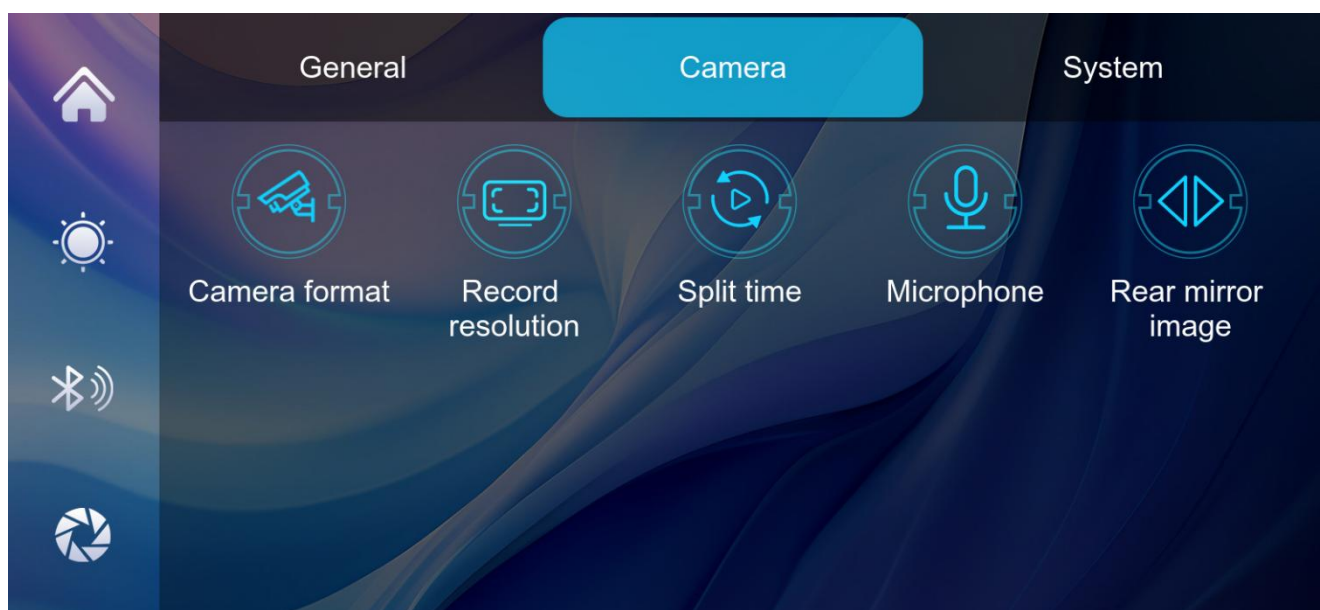 General
Camera
System
Camera format
Record
resolution
Split time
Microphone
Rear mirror
image